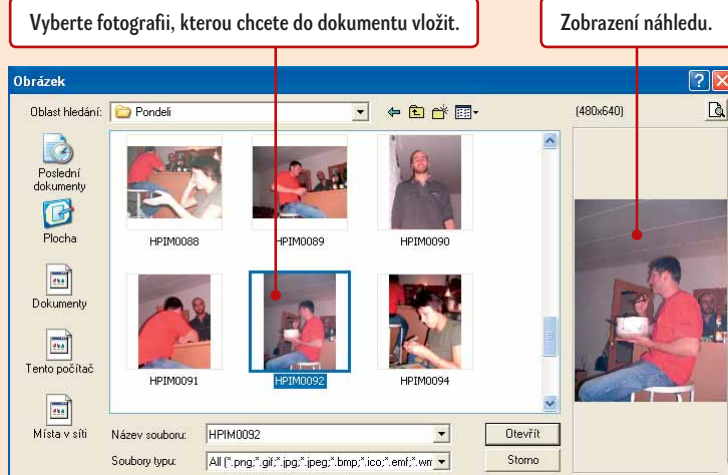 Vyberte fotografii, kterou chcete do dokumentu vložit.
Zobrazení náhledu.
Obrázek
Oblast hledání:
Pondeli
(480x640)
Poslední
dokumenty
Plocha
Dokumenty
Tento počítač
Místa v síti
HPIM0088
HPIM0089
HPIM0090
HPIM0091
HPIM0092
HPIM0094
Název souboru:
HPIM0092
Otevřít
Soubory typu:
All (*.png;*.gif;*.jpg;*.jpeg;*.bmp;*.ico;*.emf;*.wm
Storno